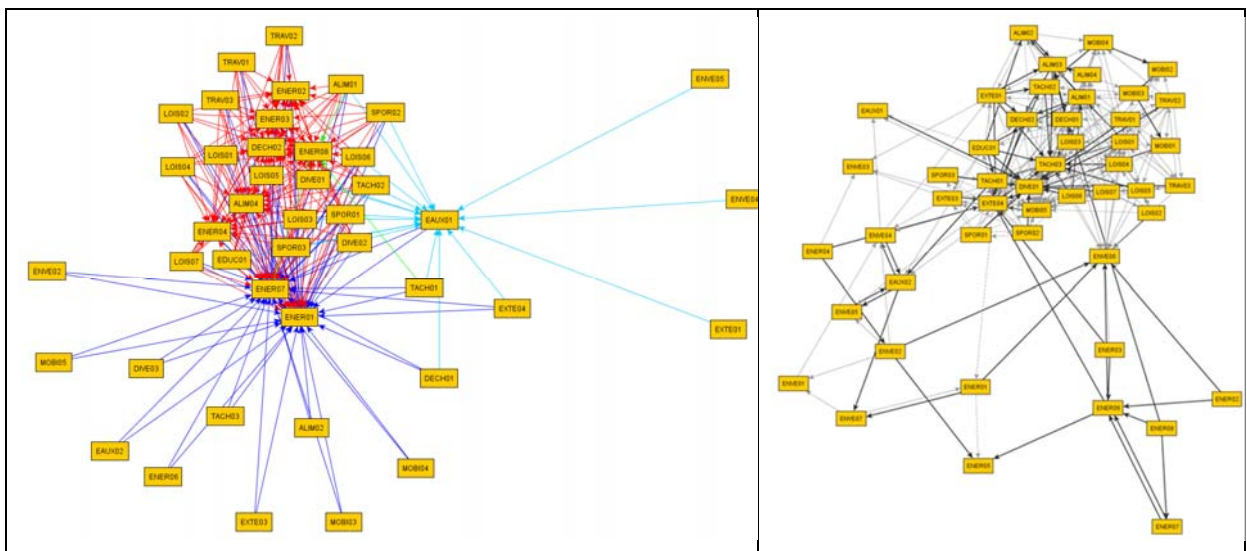 TRAV02
TRAV01
ENER02
ALIM01
TRAV03
LOIS02
SPOR02
ENER03
DECH02
ENER08
LOIS01
LOIS06
LOIS04
LOIS05
DIVE01
TACH02
ALIM04
LOIS03
SPOR01
ENER04
EAUX01
DIVE02
SPOR03
LOIS07
EDUC01
ENVE05
ENVE04
ENVE02
ENER07
TACH01
EXTE04
ENER01
EXTE01
MOBI05
DIVE03
DECH01
TACH03
ALIM02
EAUX02
ENER06
MOBI04
EXTE03
MOBI03
ALIM02
MOBI04
ALIM03
ALIM04
MOBI02
TACH02
EXTE01
ALIM01
MOBI03
TRAV02
EAUX01
DECH02
DECH01
TRAV01
LOIS03
LOIS01
MOBI01
EDUC01
TACH03
LOIS04
ENVE03
SPOR03
TACH01
DIVE01
LOIS07
LOIS05
TRAV03
EXTE03
EXTE04
LOIS06
MOBI05
LOIS02
SPOR01
SPOR02
ENVE04
ENER04
EAUX02
ENVE05
ENVE02
ENER03
ENVE01
ENER01
ENVE07
ENER02
ENER05
ENER07